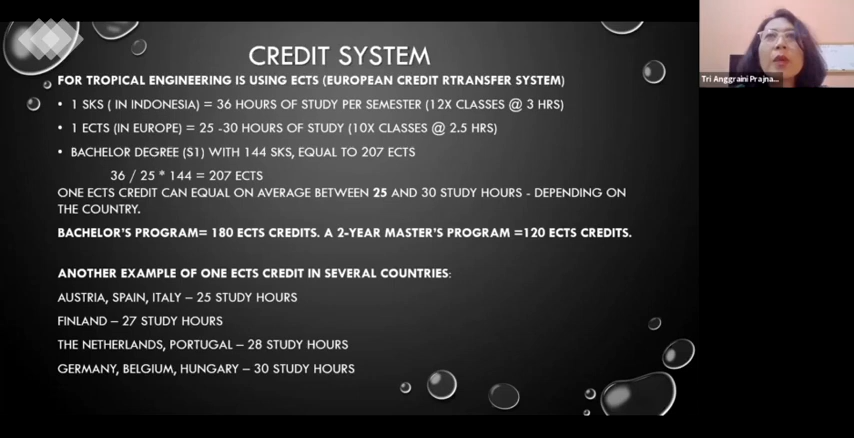 CREDIT SYSTEM
FOR TROPICAL ENGINEERING IS USING ECTS (EUROPEAN CREDIT RTRANSFER SYSTEM)
• 1 SKS ( IN INDONESIA) = 36 HOURS OF STUDY PER SEMESTER (12X CLASSES @ 3 HRS)
• 1 ECTS (IN EUROPE) = 25 -30 HOURS OF STUDY (10X CLASSES @ 2.5 HRS)
• BACHELOR DEGREE (S1) WITH 144 SKS, EQUAL TO 207 ECTS
36 / 25 * 144 = 207 ECTS
ONE ECTS CREDIT CAN EQUAL ON AVERAGE BETWEEN 25 AND 30 STUDY HOURS - DEPENDING ON
THE COUNTRY.
BACHELOR'S PROGRAM= 180 ECTS CREDITS. A 2-YEAR MASTER'S PROGRAM =120 ECTS CREDITS.
ANOTHER EXAMPLE OF ONE ECTS CREDIT IN SEVERAL COUNTRIES:
AUSTRIA, SPAIN, ITALY – 25 STUDY HOURS
FINLAND – 27 STUDY HOURS
THE NETHERLANDS, PORTUGAL – 28 STUDY HOURS
GERMANY, BELGIUM, HUNGARY – 30 STUDY HOURS
Tri Anggraini Prajna...